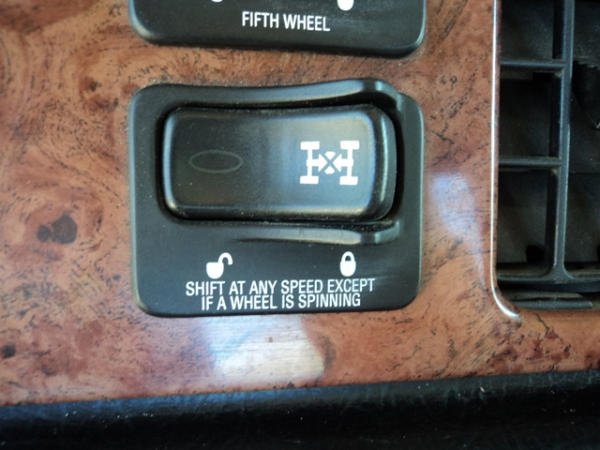 FIFTH WHEEL
SHIFT AT ANY SPEED EXCEPT
IF A WHEEL IS SPINNING